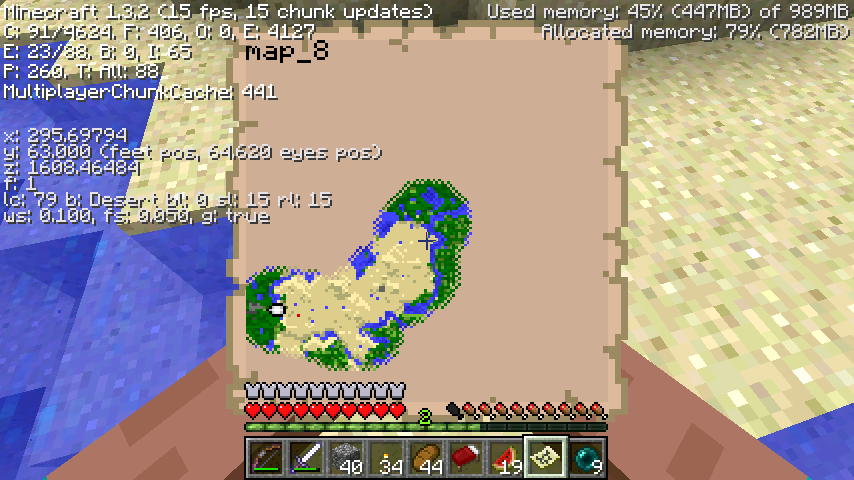 Minecraft 1.3.2 (15 fps, 15 chunk updates)
C: 91/4624, F: 406, O: 0, E: 4127
E: 23/88, B: 0, I: 65
P: 260, T: All: 88
MultiplayerChunkCache: 441
x: 295.69794
y: 63.000 (feet pos, 64.620 eyes pos)
z: 1608.46484
f: 1
lc: 79 b: Desert bl: 0 sl: 15 rl: 15
ws: 0.100, fs: 0.050, g: true
Used memory: 45% (447MB) of 989MB
Allocated memory: 79% (782MB)
map_8
8
40
34
44
19
9